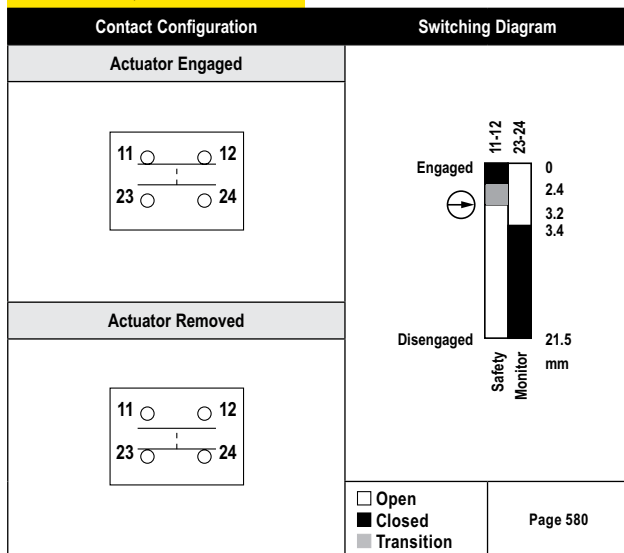 Contact Configuration
Switching Diagram
Actuator Engaged
11 12
23 24
Actuator Removed
11 12
23 24
11-12
23-24
Engaged
0
2.4
3.2
3.4
Disengaged
21.5
mm
Safety
Monitor
Open
Closed
Transition
Page 580